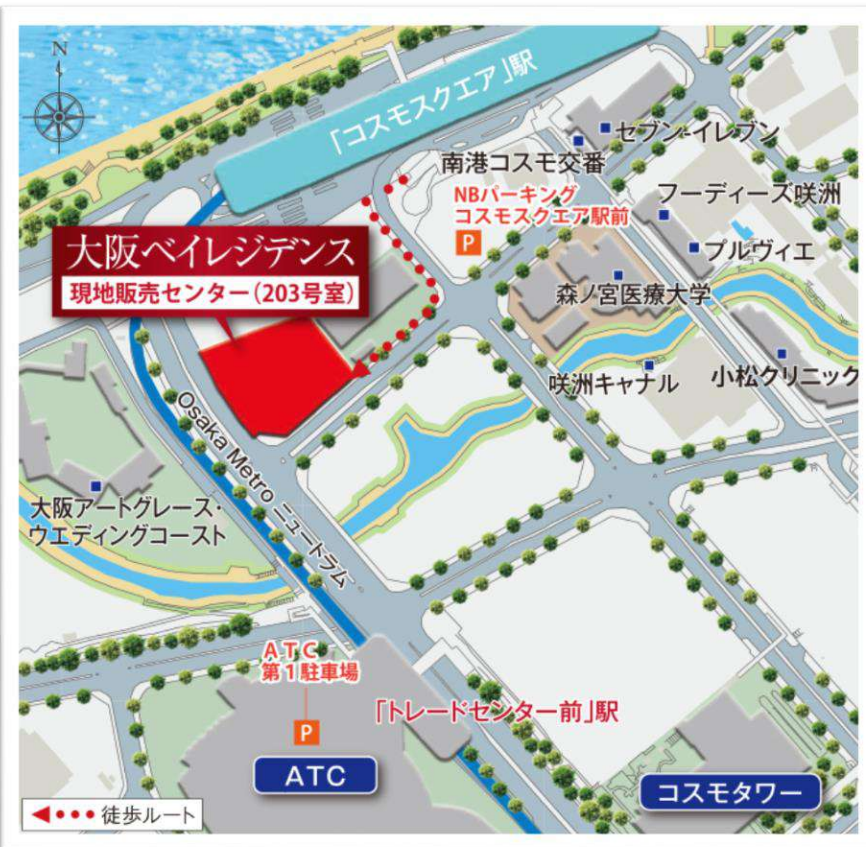 N
「コスモスクエア」駅
セブン-イレブン
南港コスモ交番
NBパーキング
コスモスクエア駅前
P
フーディーズ咲洲
プルヴィエ
大阪ベイレジデンス
現地販売センター(203号室)
森ノ宮医療大学
咲洲キャナル
小松クリニック
Osaka Metro ニュートラム
大阪アートグレース・
ウエディングコースト
ATC
第1駐車場
P
「トレードセンター前」駅
ATC
コスモタワー
徒歩ルート